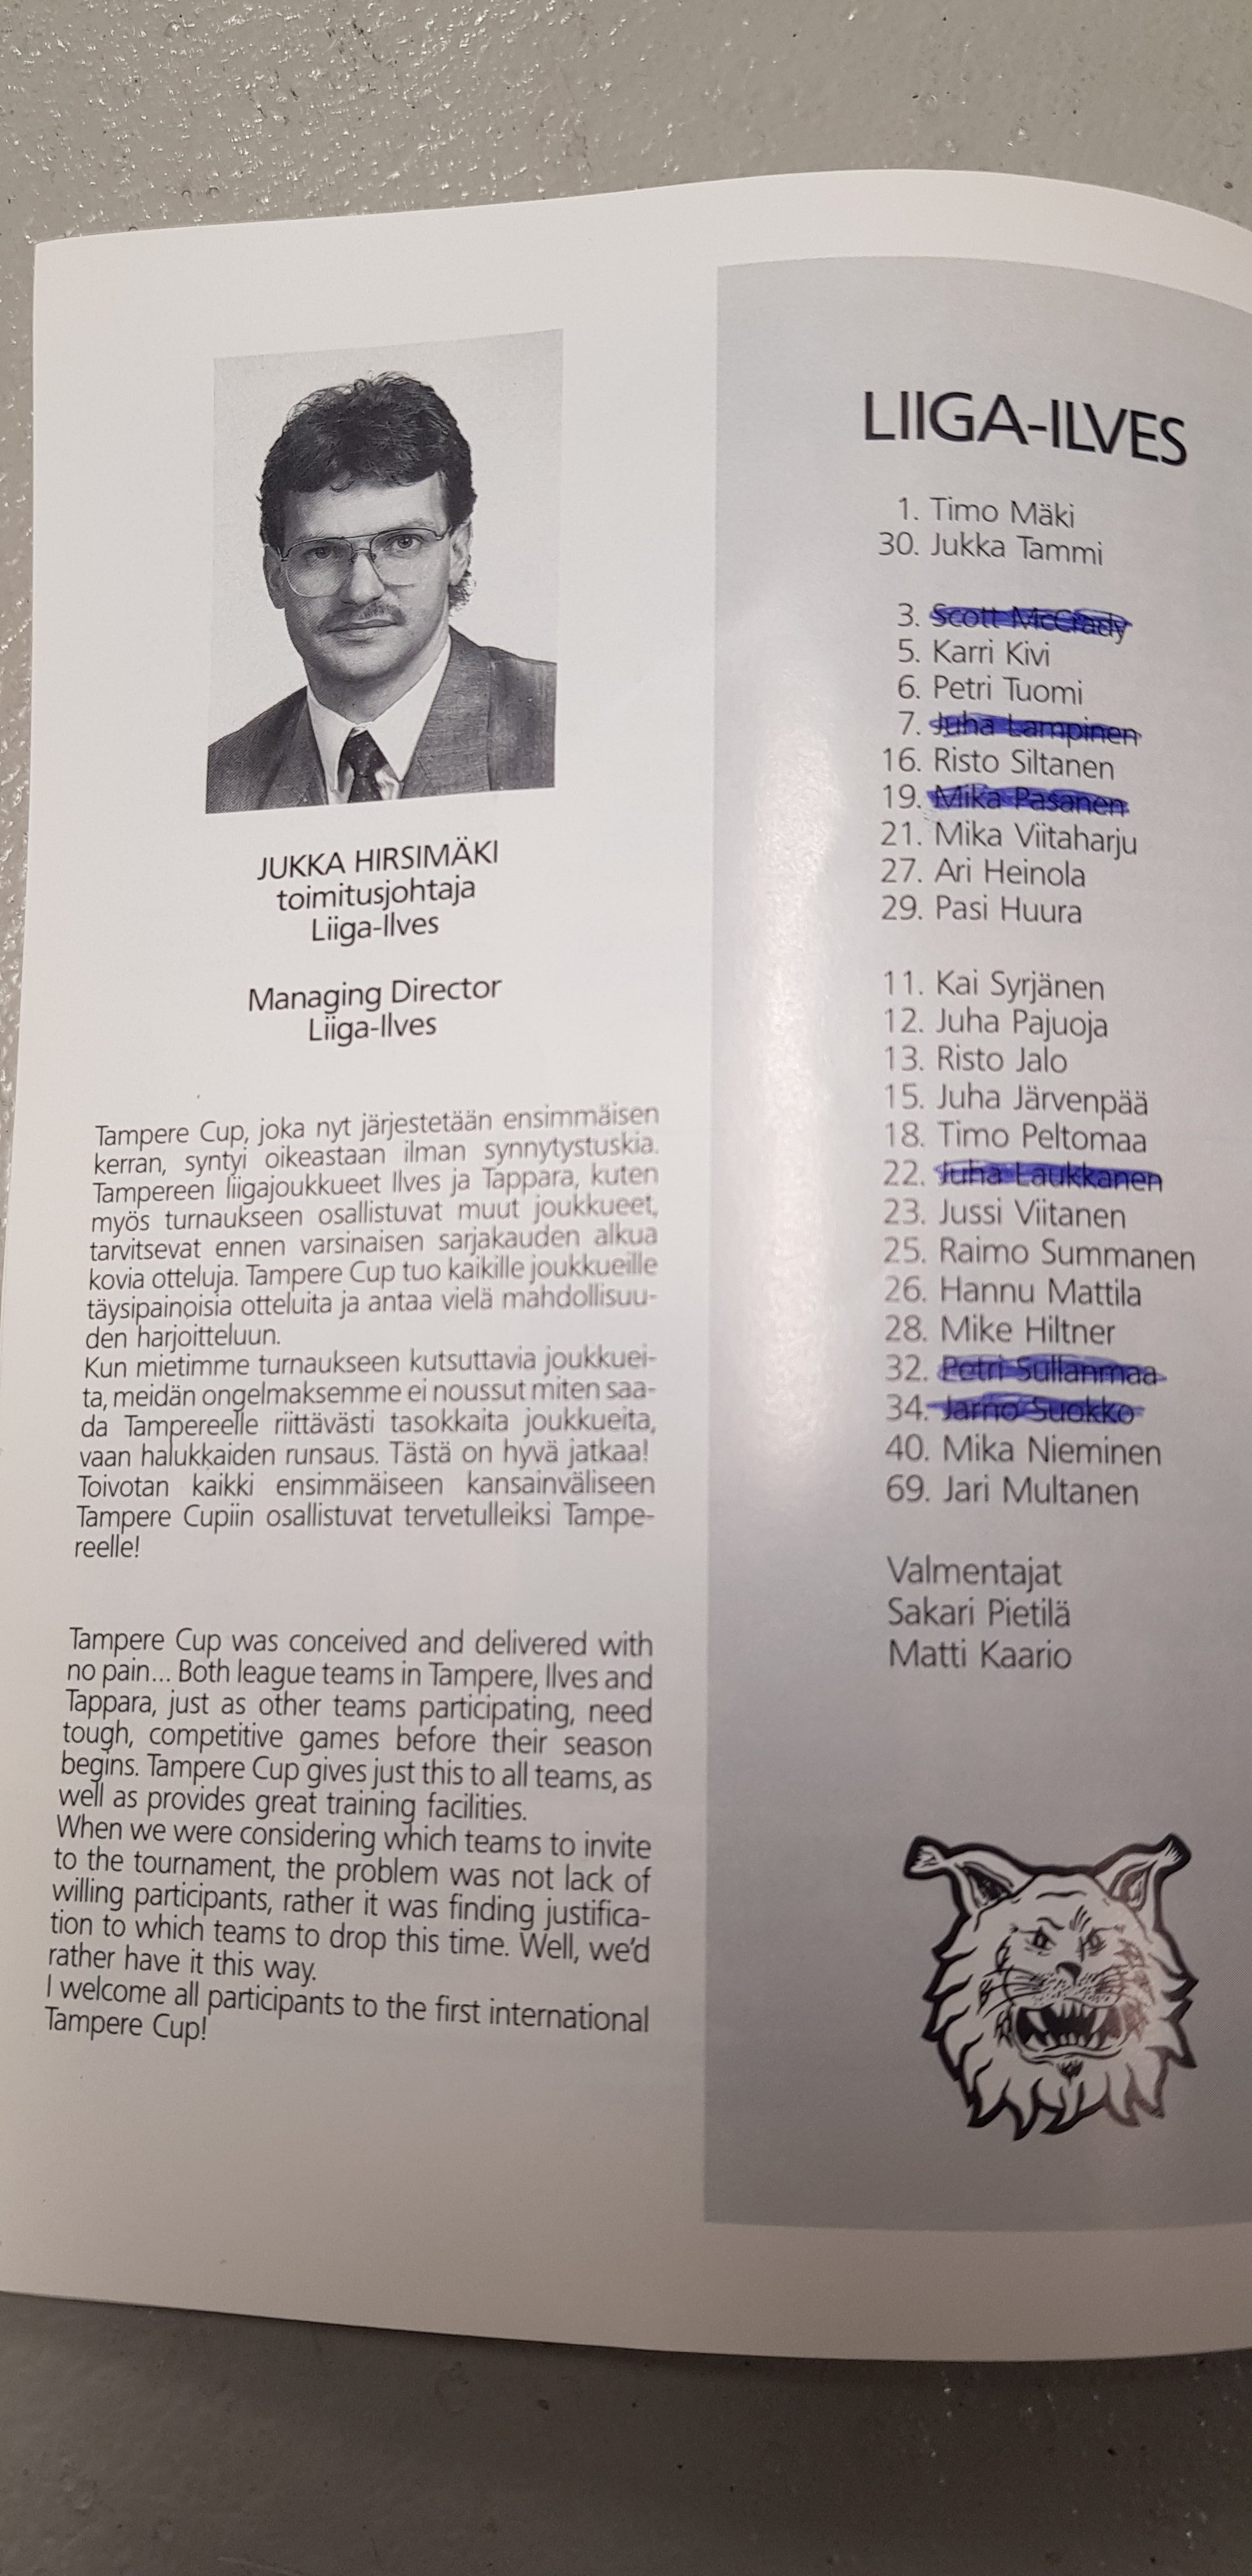 JUKKA HIRSIMÄKI
toimitusjohtaja
Liiga-Ilves
Managing Director
Liiga-Ilves
Tampere Cup, joka nyt järjestetään ensimmäisen
kerran, syntyi oikeastaan ilman synnytystuskia.
Tampereen liigajoukkueet Ilves ja Tappara, kuten
myös turnaukseen osallistuvat muut joukkueet,
tarvitsevat ennen varsinaisen sarjakauden alkua
kovia otteluja. Tampere Cup tuo kaikille joukkueille
täysipainoisia otteluita ja antaa vielä mahdollisuu-
den harjoitteluun.
Kun mietimme turnaukseen kutsuttavia joukkuei-
ta, meidän ongelmaksemme ei noussut miten saa-
da Tampereelle riittävästi tasokkaita joukkueita,
vaan halukkaiden runsaus. Tästä on hyvä jatkaa!
Toivotan kaikki ensimmäiseen kansainväliseen
Tampere Cupiin osallistuvat tervetulleiksi Tampe-
reelle!
Tampere Cup was conceived and delivered with
no pain... Both league teams in Tampere, Ilves and
Tappara, just as other teams participating, need
tough, competitive games before their season
begins. Tampere Cup gives just this to all teams, as
well as provides great training facilities.
When we were considering which teams to invite
to the tournament, the problem was not lack of
willing participants, rather it was finding justifica-
tion to which teams to drop this time. Well, we'd
rather have it this way.
I welcome all participants to the first international
Tampere Cup!
LIIGA-ILVES
1. Timo Mäki
30. Jukka Tammi
3. Scott McCrady
5. Karri Kivi
6. Petri Tuomi
7. Juha Lampinen
16. Risto Siltanen
19. Mika Pasanen
21. Mika Viitaharju
27. Ari Heinola
29. Pasi Huura
11. Kai Syrjänen
12. Juha Pajuoja
13. Risto Jalo
15. Juha Järvenpää
18. Timo Peltomaa
22. Juha Laukkanen
23. Jussi Viitanen
25. Raimo Summanen
26. Hannu Mattila
28. Mike Hiltner
32. Petri Sullanmaa
34. Jarno Suokko
40. Mika Nieminen
69. Jari Multanen
Valmentajat
Sakari Pietilä
Matti Kaario